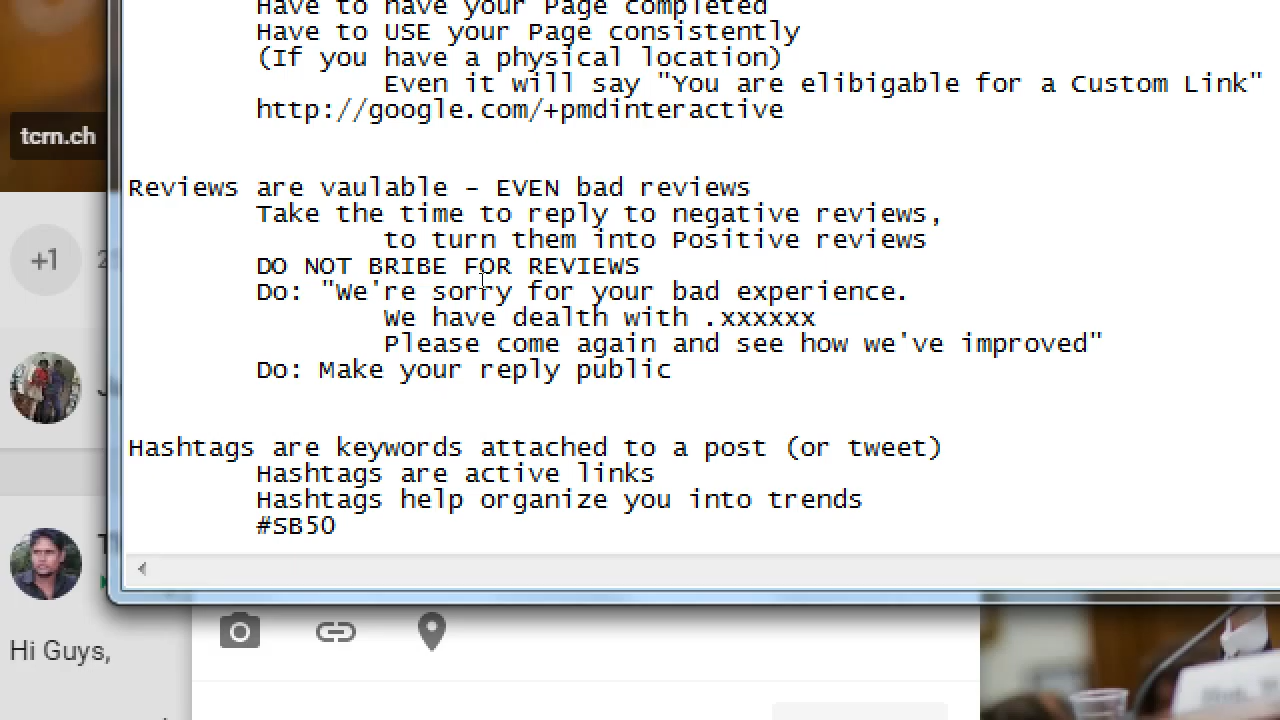 Have to have your Page completed
Have to USE your Page consistently
(If you have a physical location)
Even it will say "You are elibigable for a Custom Link"
http://google.com/+pmdinteractive
tcrn.ch
Reviews are vaulable - EVEN bad reviews
Take the time to reply to negative reviews,
to turn them into Positive reviews
+1
DO NOT BRIBE FOR REVIEWS
Do: "We're sorry for your bad experience.
We have dealth with .xxxxxx
Please come again and see how we've improved"
Do: Make your reply public
Hashtags are keywords attached to a post (or tweet)
Hashtags are active links
Hashtags help organize you into trends
#SB50
Hi Guys,